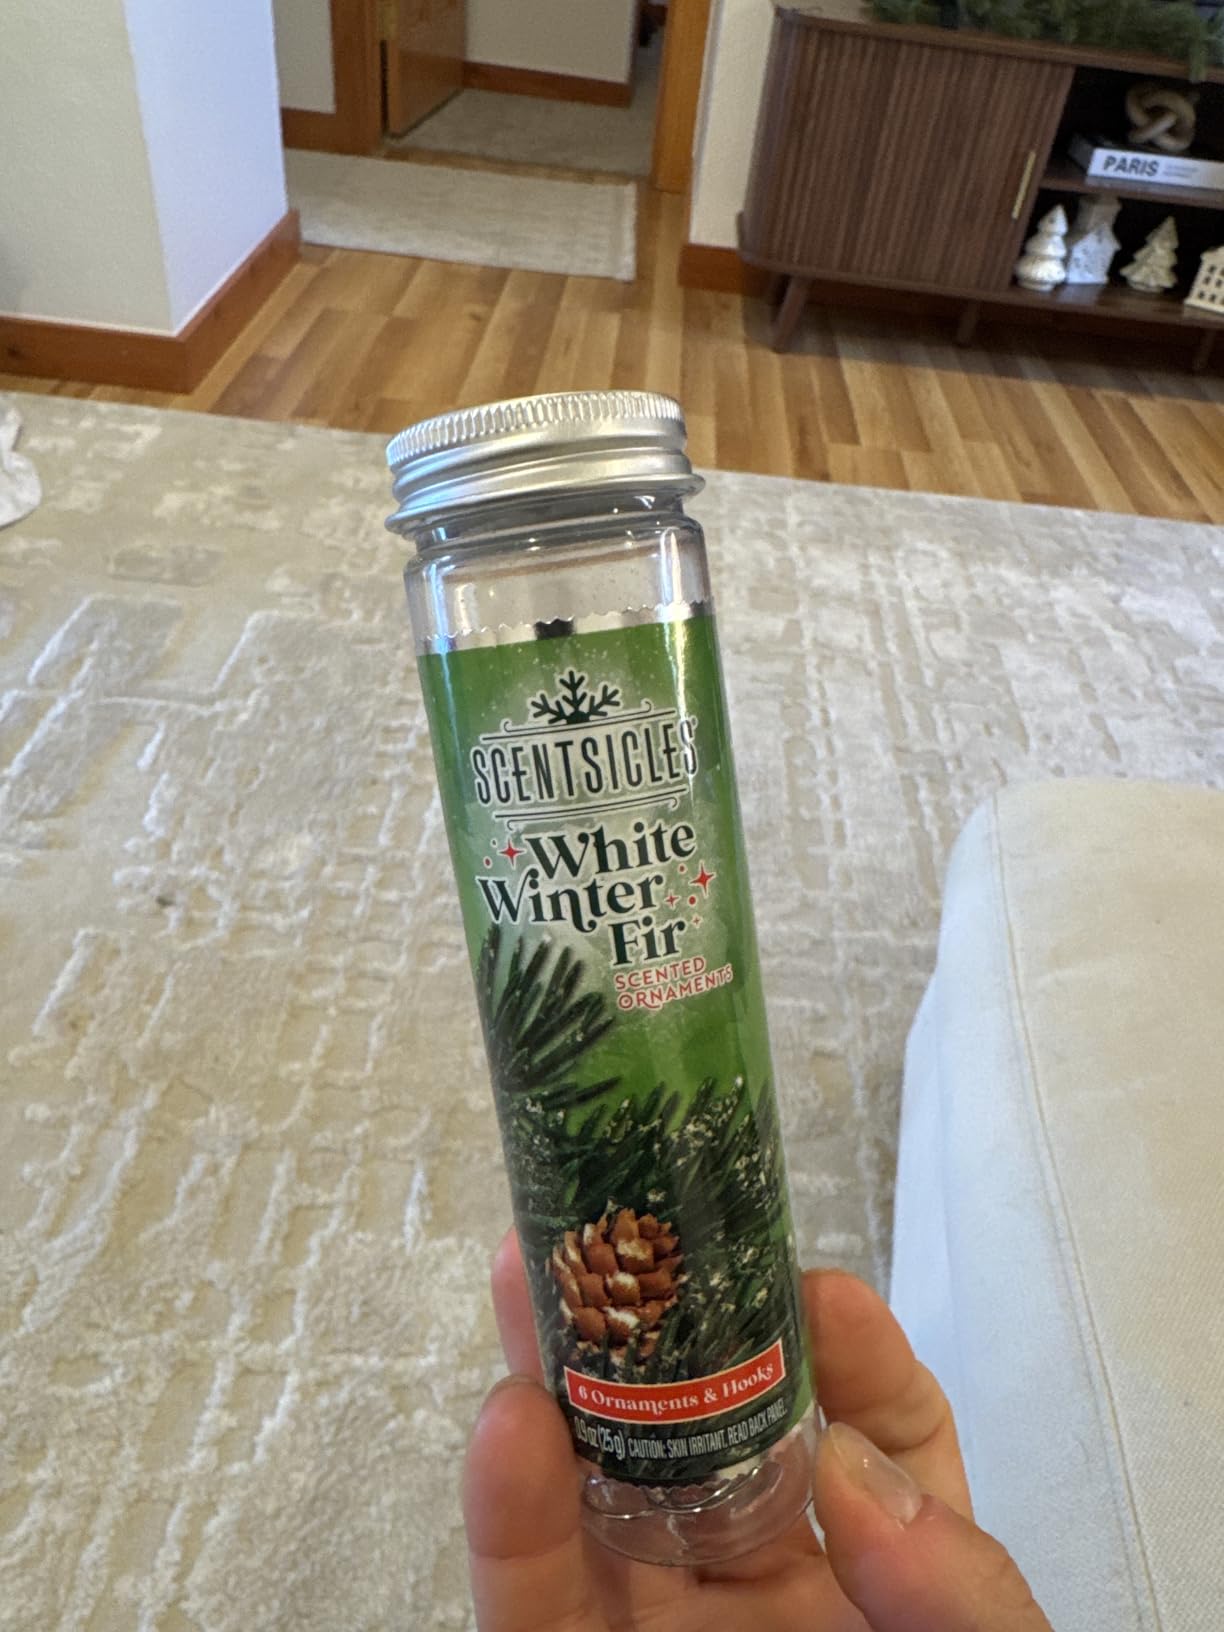 PARIS
SCENTSICLES®
White
Winter
Fir
SCENTED
ORNAMENTS
6 Ornaments & Hooks
0.9 oz (25 g) CAUTION: SKIN IRRITANT. READ BACK PANEL.